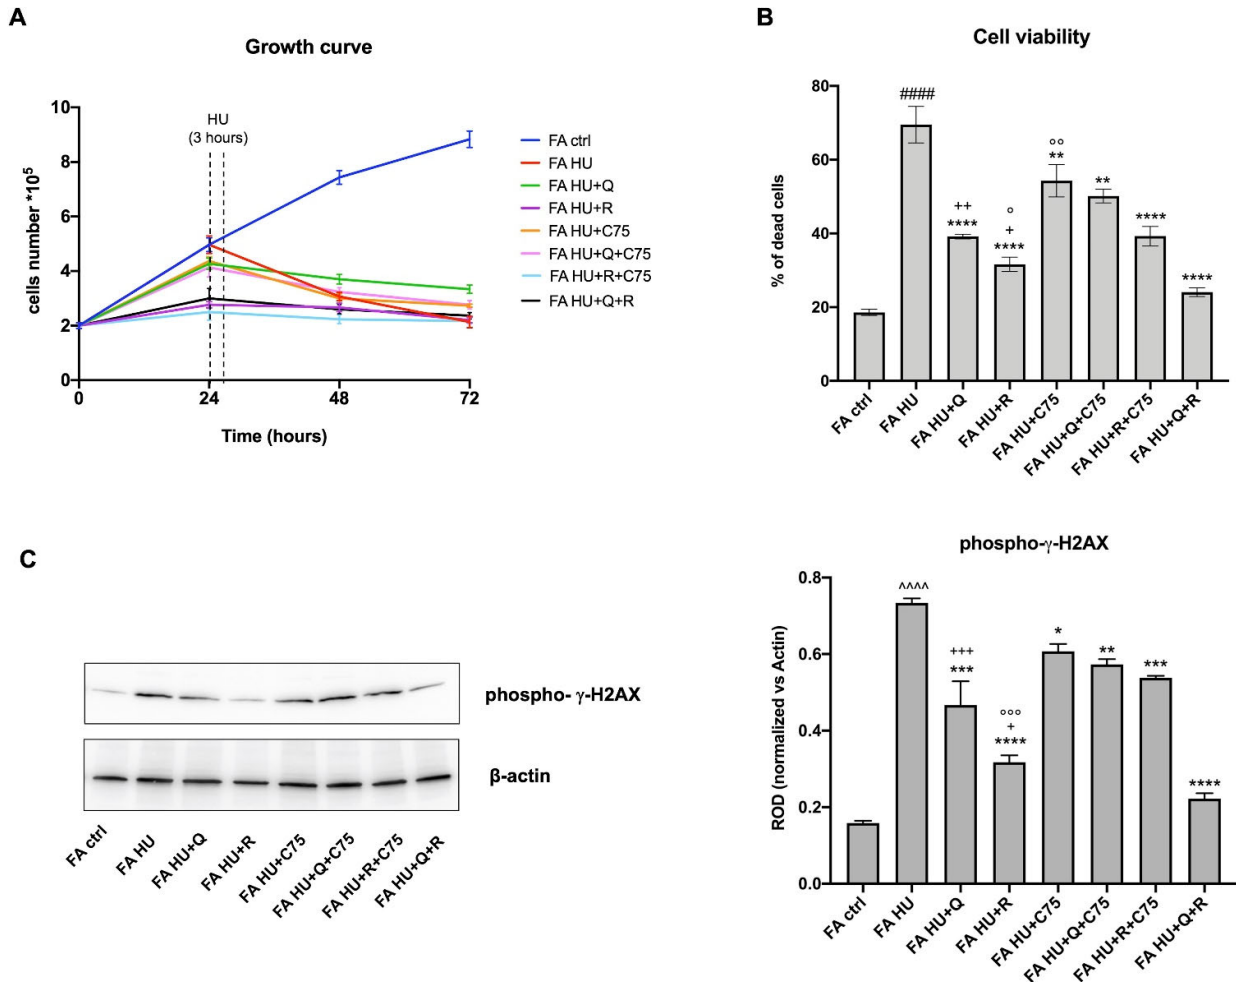 A
Growth curve
10
8
6
4
2
0
cells number *10⁵
HU
(3 hours)
0
24
48
72
Time (hours)
FA ctrl
FA HU
FA HU+Q
FA HU+R
FA HU+C75
FA HU+Q+C75
FA HU+R+C75
FA HU+Q+R
B
Cell viability
80
60
40
20
0
% of dead cells
####
++
****
°
+
****
°°
**
**
****
****
FA ctrl
FA HU
FA HU+Q
FA HU+R
FA HU+C75
FA HU+Q+C75
FA HU+R+C75
FA HU+Q+R
C
phospho- γ-H2AX
β-actin
FA ctrl
FA HU
FA HU+Q
FA HU+R
FA HU+C75
FA HU+Q+C75
FA HU+R+C75
FA HU+Q+R
phospho-γ-H2AX
0.8
0.6
0.4
0.2
0.0
ROD (normalized vs Actin)
^^^^
+++
***
°°°
+
****
*
**
***
****
FA ctrl
FA HU
FA HU+Q
FA HU+R
FA HU+C75
FA HU+Q+C75
FA HU+R+C75
FA HU+Q+R